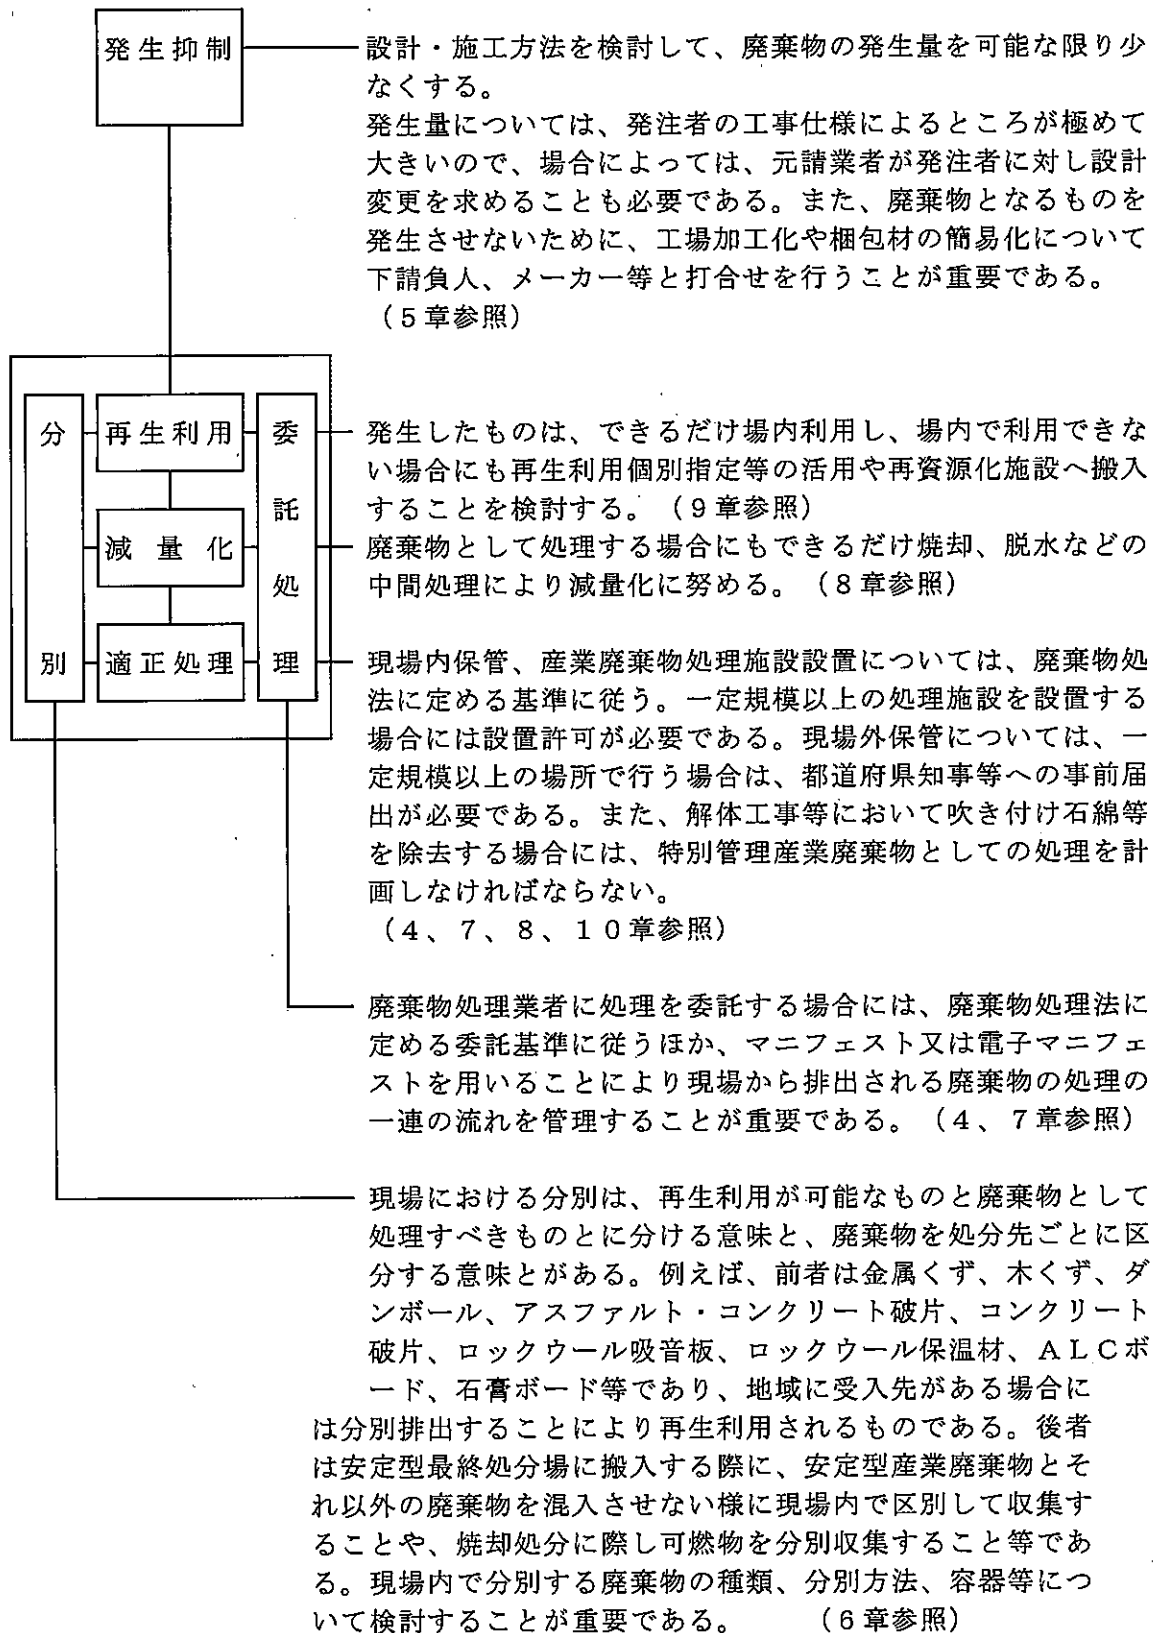 発生抑制
設計・施工方法を検討して、廃棄物の発生量を可能な限り少
なくする。
発生量については、発注者の工事仕様によるところが極めて
大きいので、場合によっては、元請業者が発注者に対し設計
変更を求めることも必要である。また、廃棄物となるものを
発生させないために、工場加工化や梱包材の簡易化について
下請負人、メーカー等と打合せを行うことが重要である。
（５章参照）
分別
再生利用
減量化
適正処理
委託処理
発生したものは、できるだけ場内利用し、場内で利用できな
い場合にも再生利用個別指定等の活用や再資源化施設へ搬入
することを検討する。（９章参照）
廃棄物として処理する場合にもできるだけ焼却、脱水などの
中間処理により減量化に努める。（８章参照）
現場内保管、産業廃棄物処理施設設置については、廃棄物処
法に定める基準に従う。一定規模以上の処理施設を設置する
場合には設置許可が必要である。現場外保管については、一
定規模以上の場所で行う場合は、都道府県知事等への事前届
出が必要である。また、解体工事等において吹き付け石綿等
を除去する場合には、特別管理産業廃棄物としての処理を計
画しなければならない。
（４、７、８、１０章参照）
廃棄物処理業者に処理を委託する場合には、廃棄物処理法に
定める委託基準に従うほか、マニフェスト又は電子マニフェ
ストを用いることにより現場から排出される廃棄物の処理の
一連の流れを管理することが重要である。（４、７章参照）
現場における分別は、再生利用が可能なものと廃棄物として
処理すべきものとに分ける意味と、廃棄物を処分先ごとに区
分する意味とがある。例えば、前者は金属くず、木くず、ダ
ンボール、アスファルト・コンクリート破片、コンクリート
破片、ロックウール吸音板、ロックウール保温材、ＡＬＣボ
ード、石膏ボード等であり、地域に受入先がある場合に
は分別排出することにより再生利用されるものである。後者
は安定型最終処分場に搬入する際に、安定型産業廃棄物とそ
れ以外の廃棄物を混入させない様に現場内で区別して収集す
ることや、焼却処分に際し可燃物を分別収集すること等であ
る。現場内で分別する廃棄物の種類、分別方法、容器等につ
いて検討することが重要である。（６章参照）